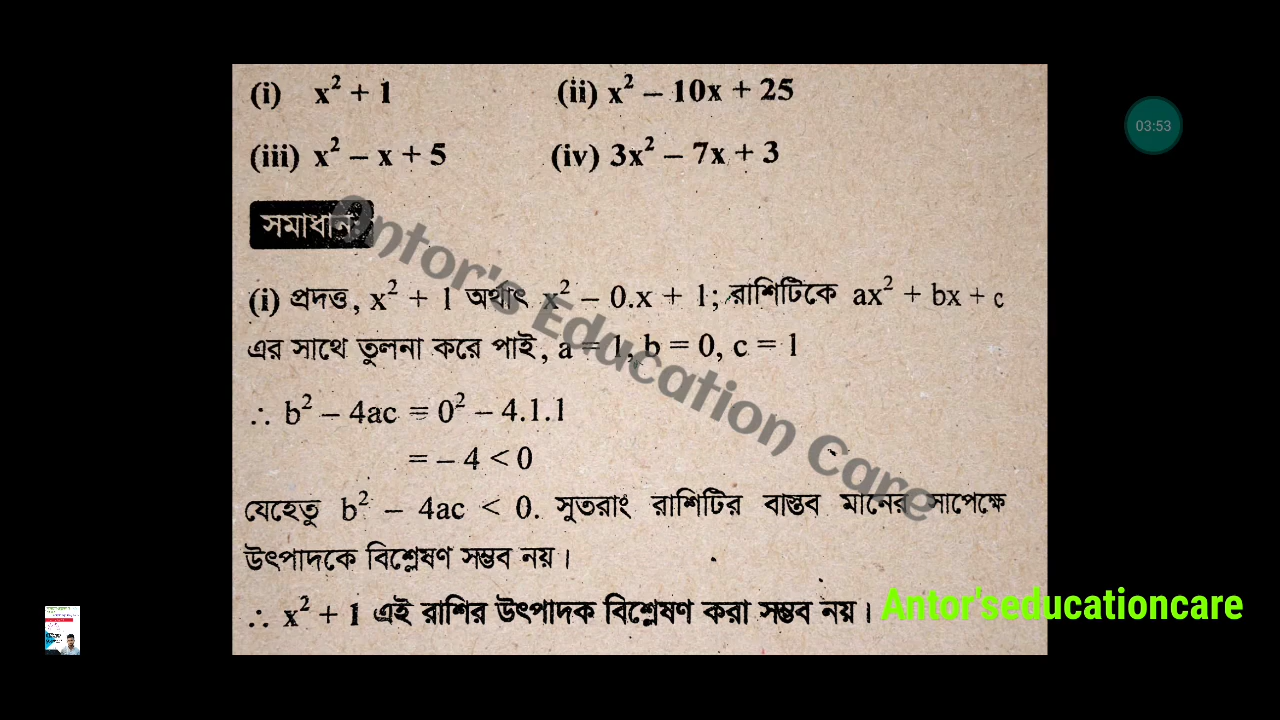 (i) x² + 1 (ii) x² – 10x + 25
(iii) x² – x + 5 (iv) 3x² – 7x + 3
03:53
সমাধান:
Antor's Education Care
(i) প্রদত্ত, x² + 1 অর্থাৎ x² – 0.x + 1; রাশিটিকে ax² + bx + c
এর সাথে তুলনা করে পাই, a = 1, b = 0, c = 1
∴ b² – 4ac = 0² – 4.1.1
= – 4 < 0
যেহেতু b² – 4ac < 0. সুতরাং রাশিটির বাস্তব মানের সাপেক্ষে
উৎপাদকে বিশ্লেষণ সম্ভব নয়।
∴ x² + 1 এই রাশির উৎপাদক বিশ্লেষণ করা সম্ভব নয়।
Antor'seducationcare